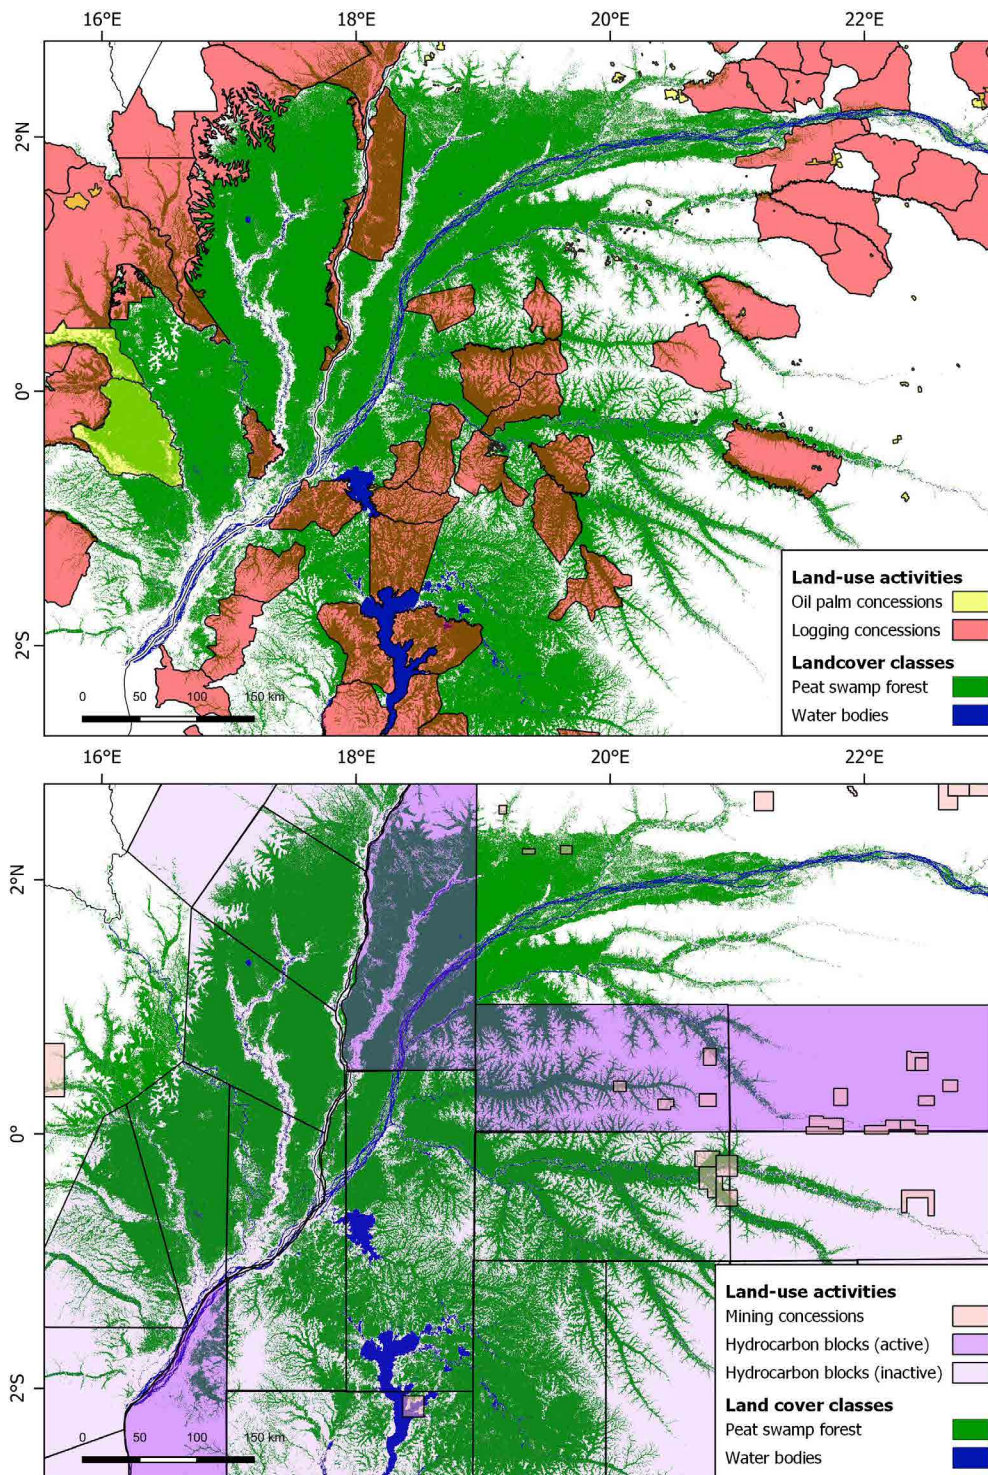 16°E 18°E 20°E 22°E
2°N
0°
2°S
Land-use activities
Oil palm concessions
Logging concessions
Landcover classes
Peat swamp forest
Water bodies
0 50 100 150 km
16°E 18°E 20°E 22°E
2°N
0°
2°S
Land-use activities
Mining concessions
Hydrocarbon blocks (active)
Hydrocarbon blocks (inactive)
Land cover classes
Peat swamp forest
Water bodies
0 50 100 150 km